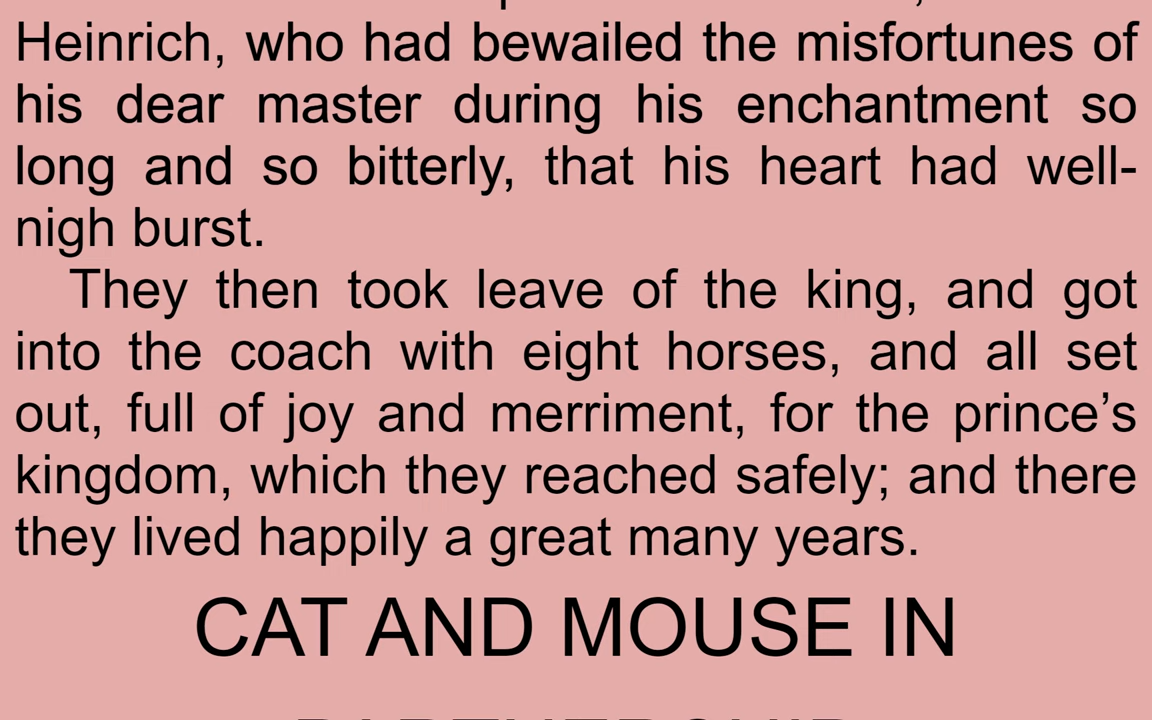 Heinrich, who had bewailed the misfortunes of
his dear master during his enchantment so
long and so bitterly, that his heart had well-
nigh burst.
They then took leave of the king, and got
into the coach with eight horses, and all set
out, full of joy and merriment, for the prince’s
kingdom, which they reached safely; and there
they lived happily a great many years.
CAT AND MOUSE IN